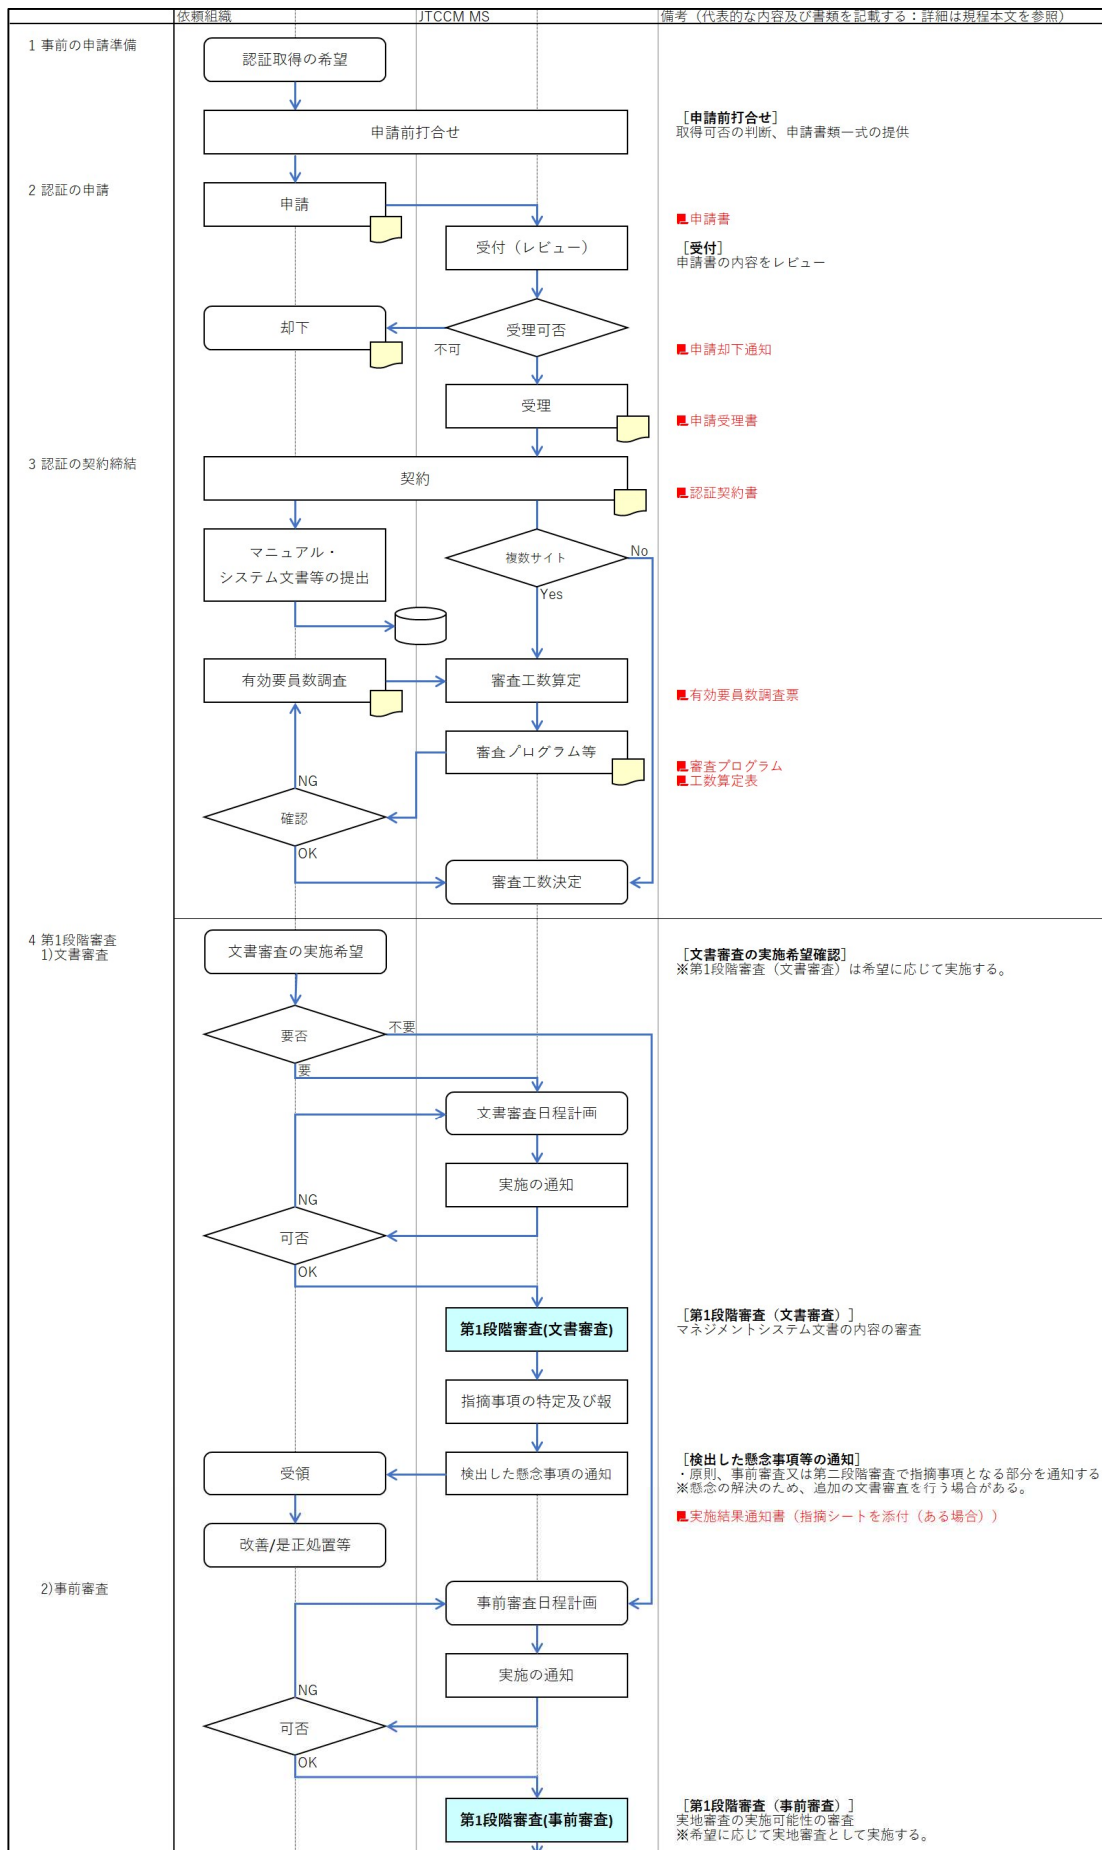 依頼組織 JTCCM MS 備考（代表的な内容及び書類を記載する：詳細は規程本文を参照）
1 事前の申請準備
認証取得の希望
申請前打合せ
［申請前打合せ］
取得可否の判断、申請書類一式の提供
2 認証の申請
申請
申請書
受付（レビュー）
［受付］
申請書の内容をレビュー
却下
受理可否
不可
申請却下通知
受理
申請受理書
3 認証の契約締結
契約
認証契約書
マニュアル・
システム文書等の提出
複数サイト
No
Yes
有効要員数調査
審査工数算定
有効要員数調査票
審査プログラム等
審査プログラム
工数算定表
NG
確認
OK
審査工数決定
4 第1段階審査
1)文書審査
文書審査の実施希望
［文書審査の実施希望確認］
※第1段階審査（文書審査）は希望に応じて実施する。
要否
不要
要
文書審査日程計画
実施の通知
NG
可否
OK
第1段階審査(文書審査)
［第1段階審査（文書審査）］
マネジメントシステム文書の内容の審査
指摘事項の特定及び報
受領
検出した懸念事項の通知
［検出した懸念事項等の通知］
・原則、事前審査又は第二段階審査で指摘事項となる部分を通知する
※懸念の解決のため、追加の文書審査を行う場合がある。
実施結果通知書（指摘シートを添付（ある場合））
改善/是正処置等
2)事前審査
事前審査日程計画
実施の通知
NG
可否
OK
第1段階審査(事前審査)
［第1段階審査（事前審査）］
実地審査の実施可能性の審査
※希望に応じて実地審査として実施する。